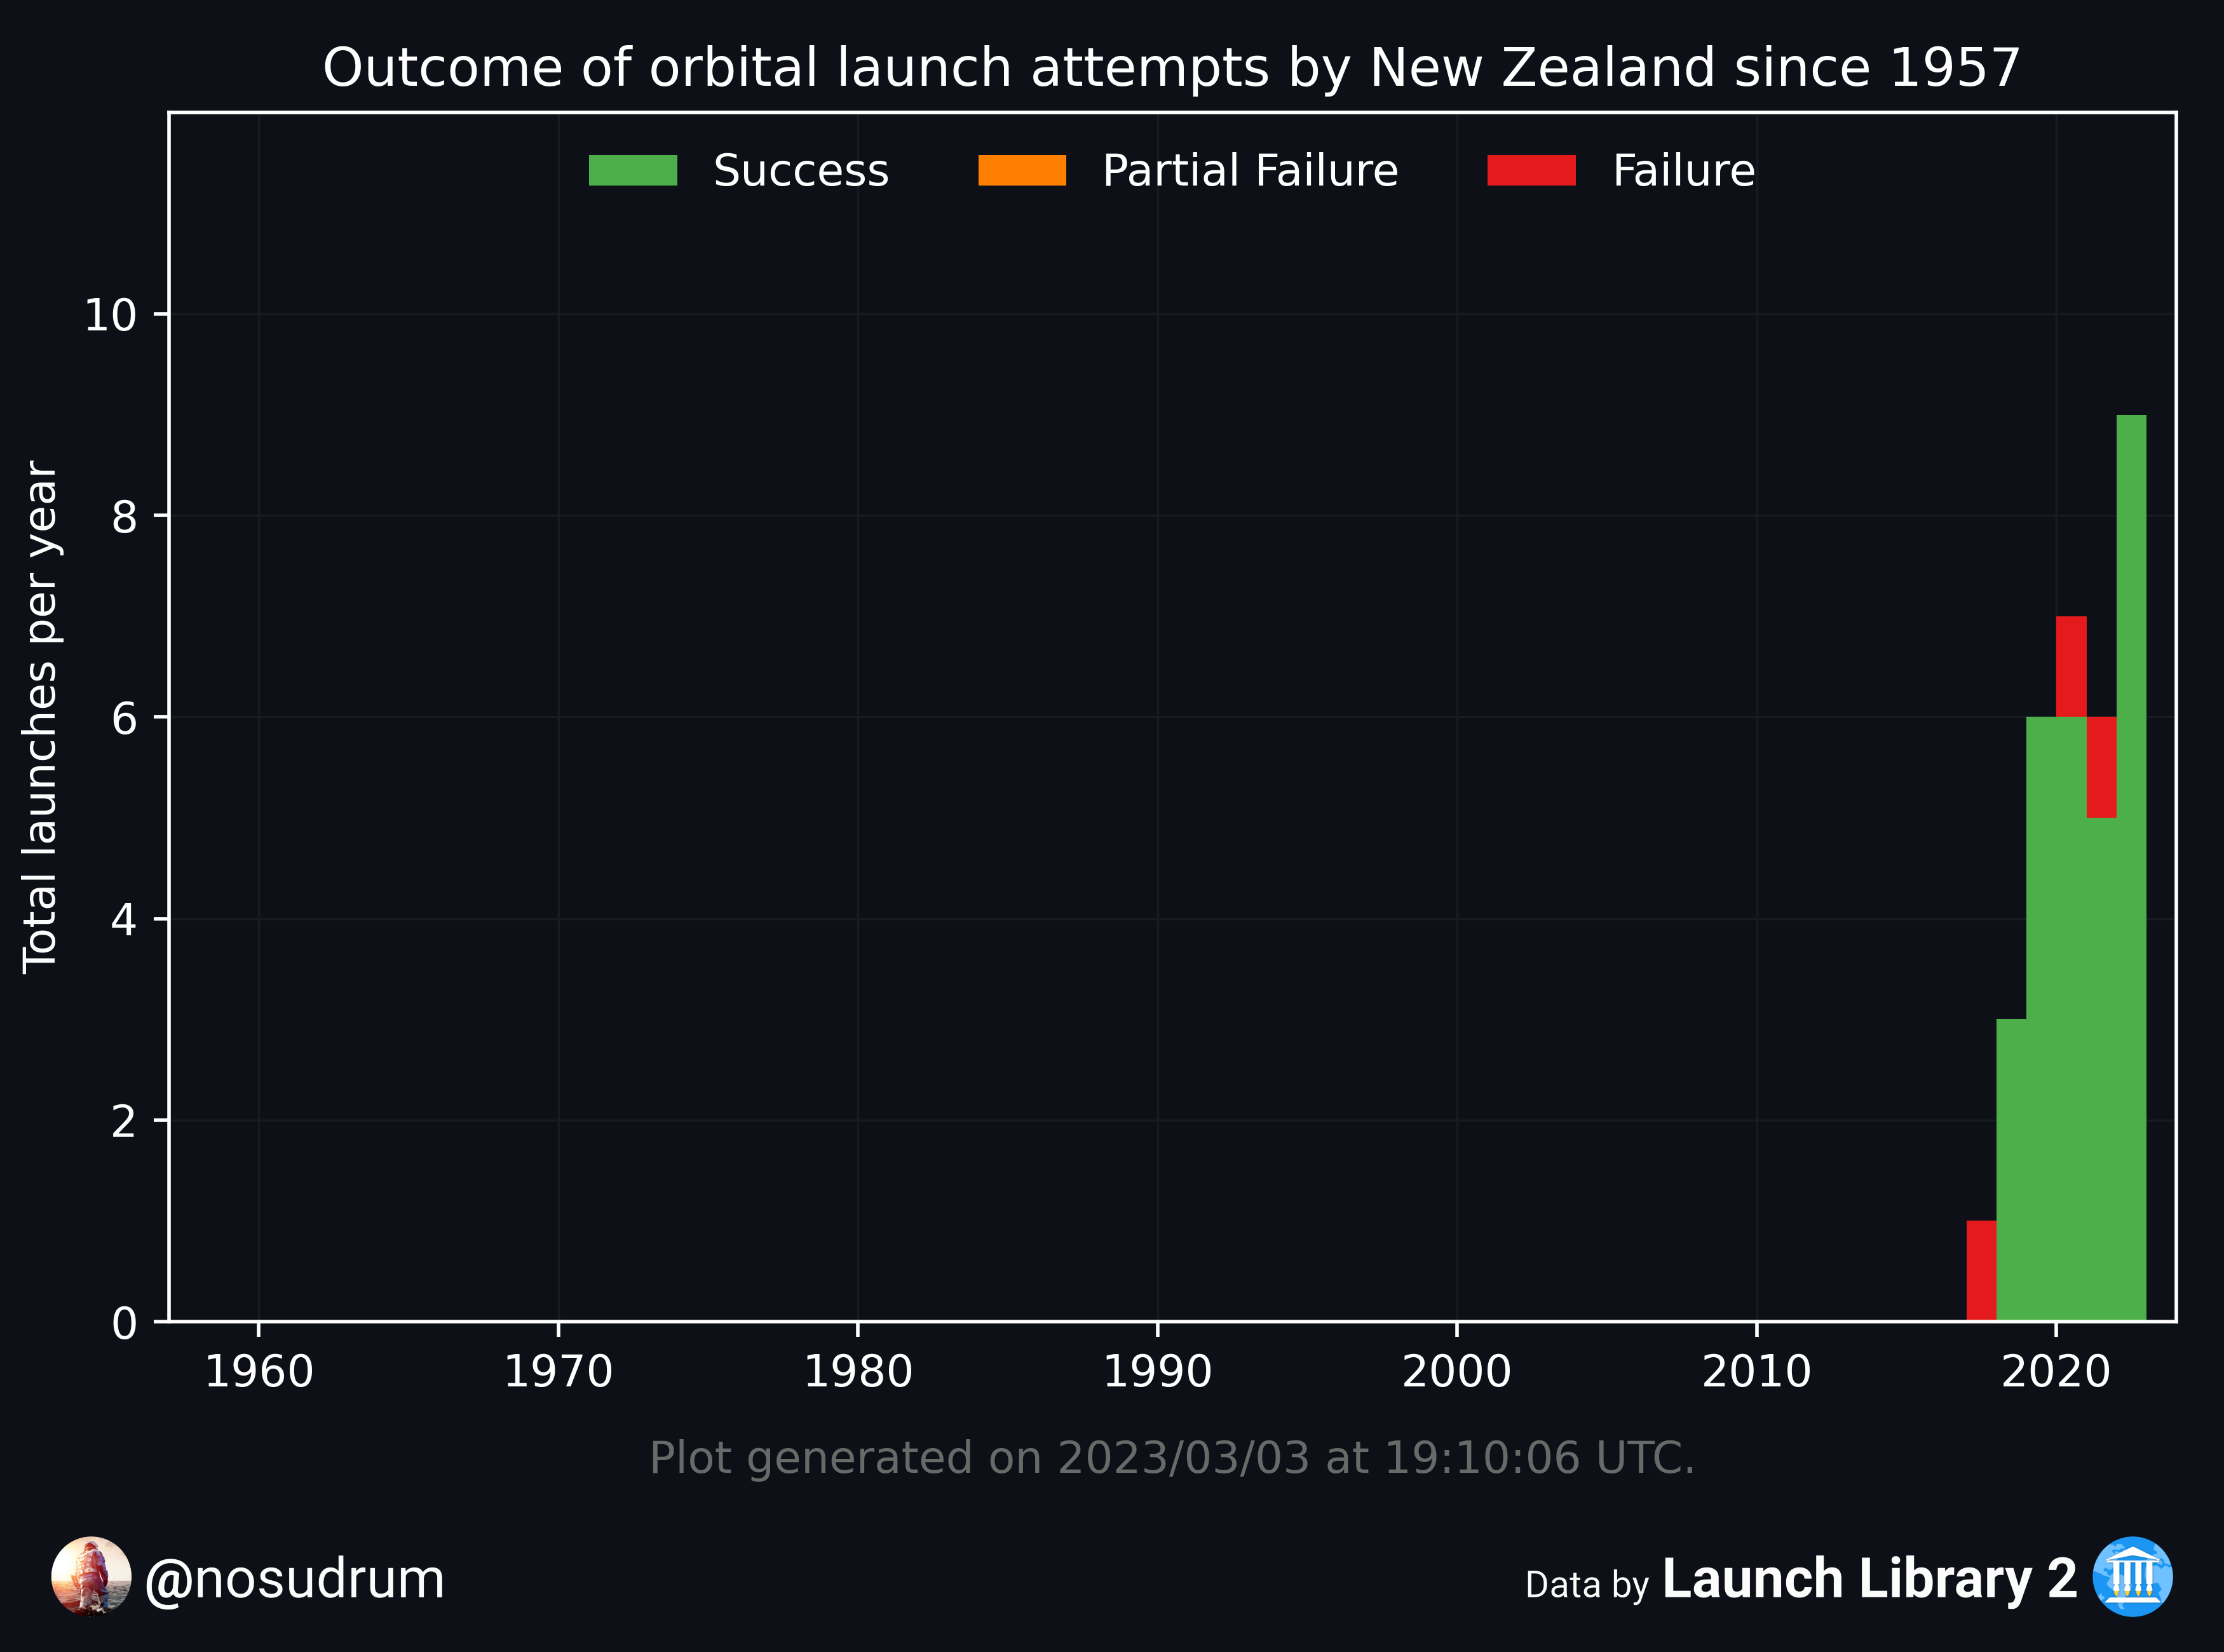 Outcome of orbital launch attempts by New Zealand since 1957
Success Partial Failure Failure
Total launches per year
10
8
6
4
2
0
1960 1970 1980 1990 2000 2010 2020
Plot generated on 2023/03/03 at 19:10:06 UTC.
@nosudrum
Data by Launch Library 2